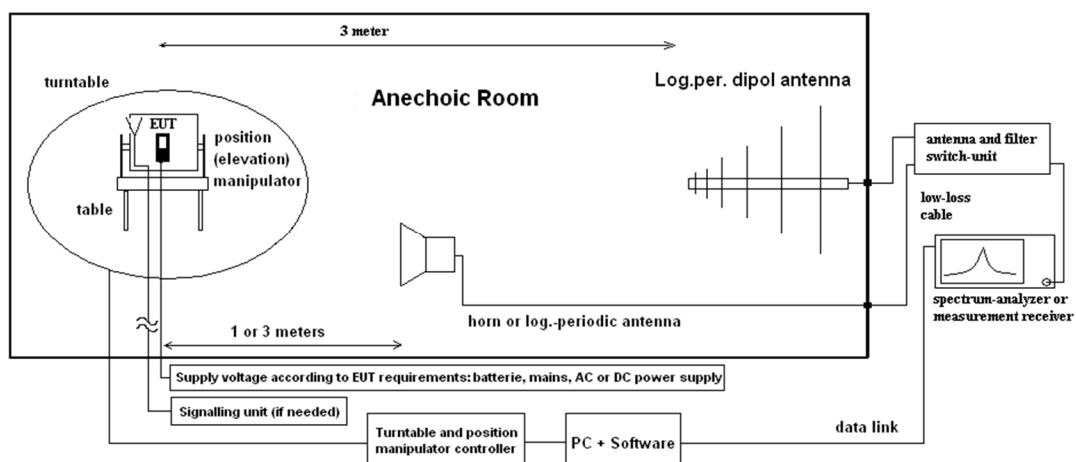 3 meter
turntable
Log.per. dipol antenna
Anechoic Room
EUT
position
(elevation)
manipulator
table
antenna and filter
switch-unit
low-loss
cable
spectrum-analyzer or
measurement receiver
horn or log.-periodic antenna
1 or 3 meters
Supply voltage according to EUT requirements: batterie, mains, AC or DC power supply
Signalling unit (if needed)
Turntable and position
manipulator controller
PC + Software
data link